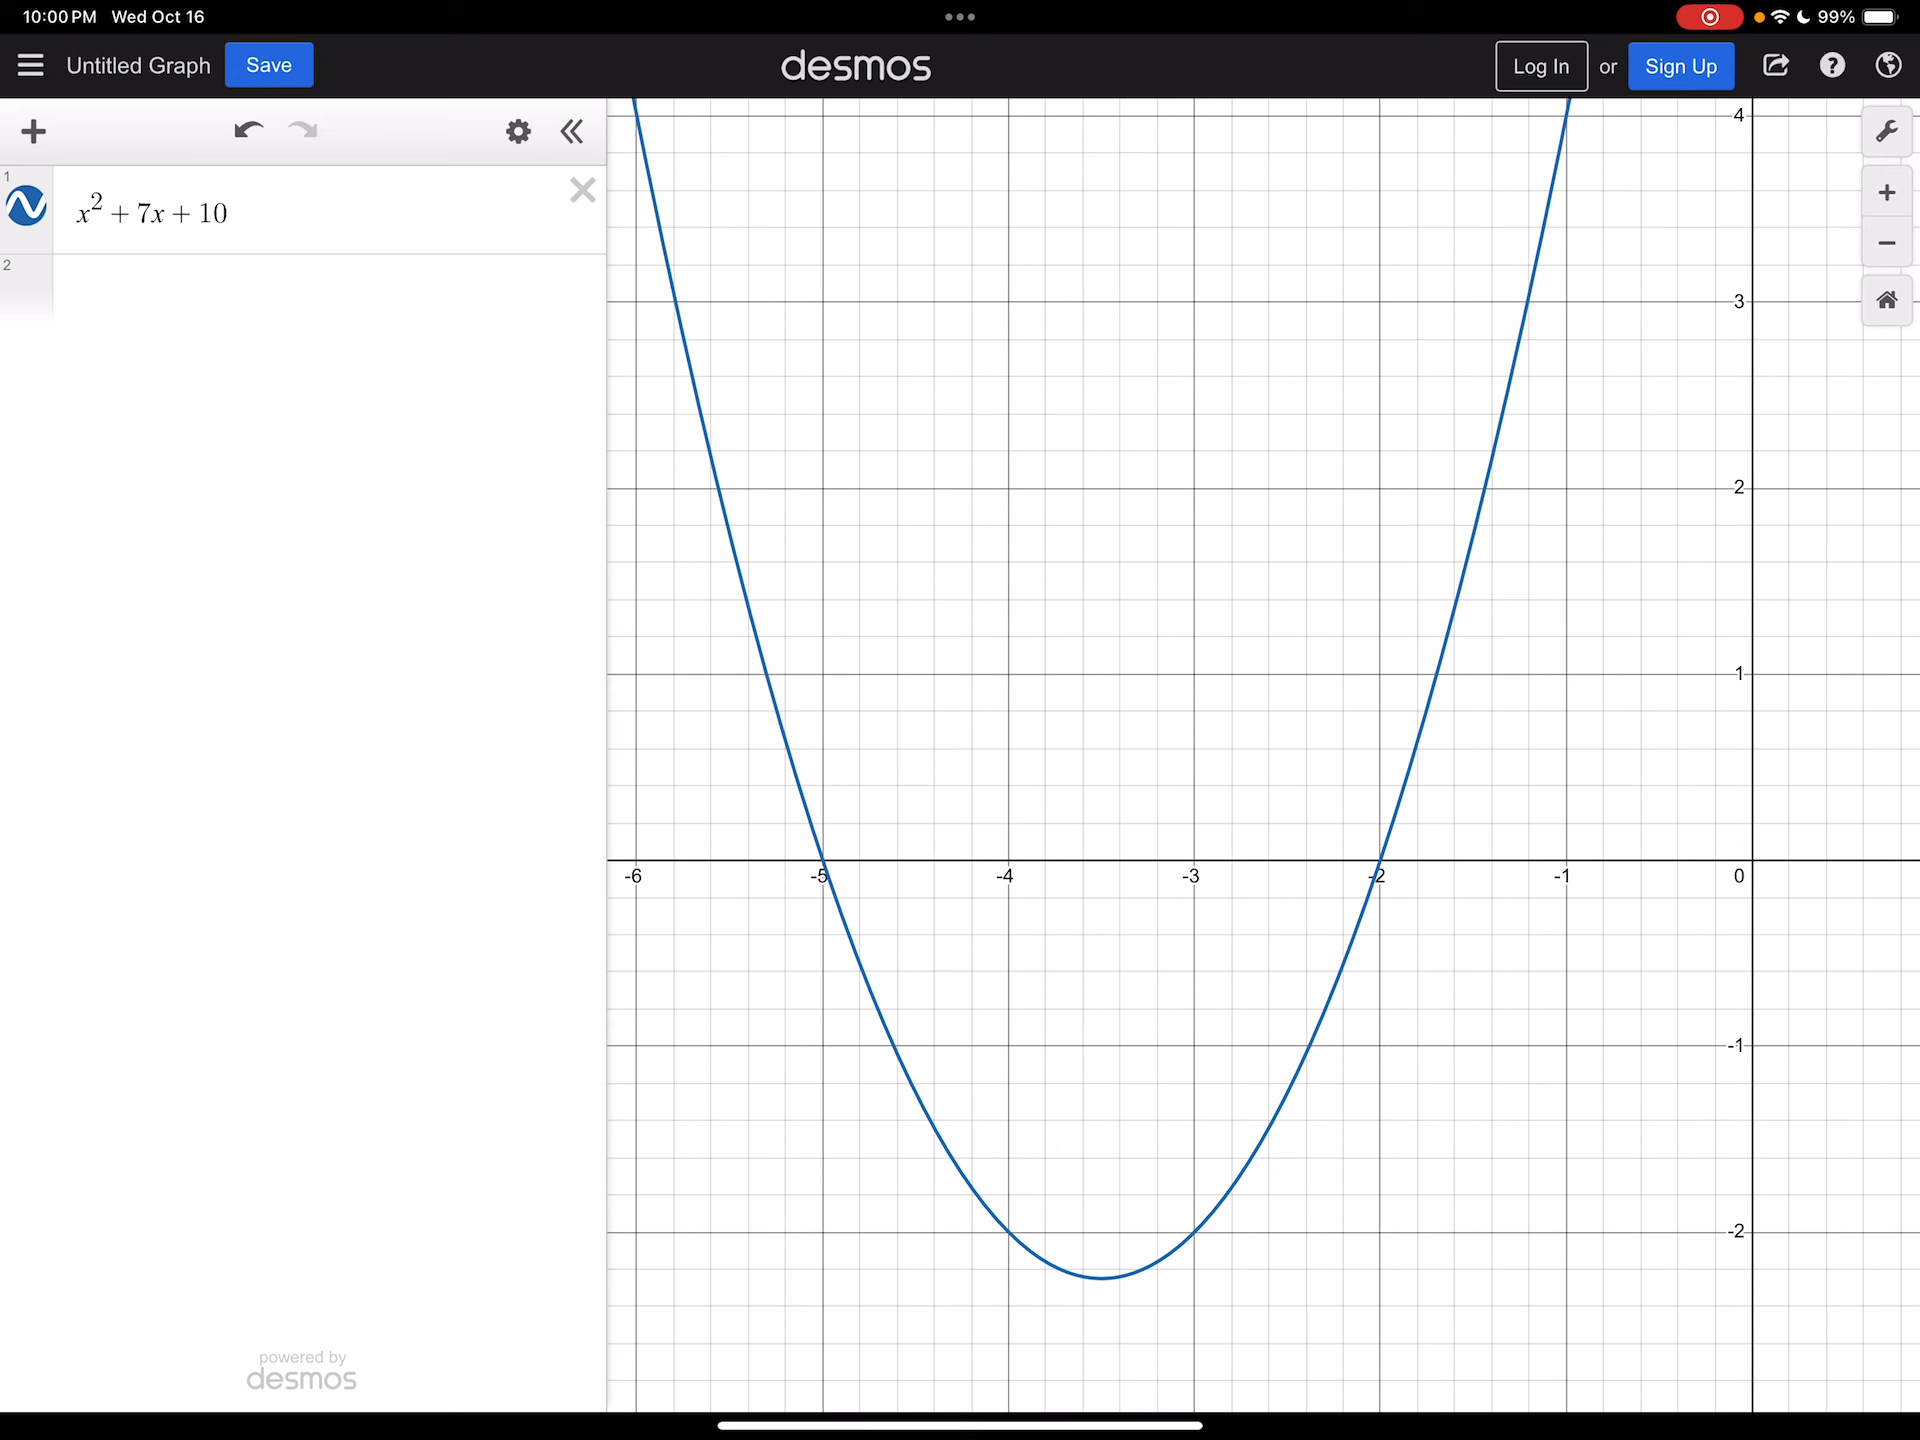 10:00 PM Wed Oct 16
99%
Untitled Graph Save desmos Log In or Sign Up
1
x² + 7x + 10
2
4
3
2
1
-6 -5 -4 -3 -2 -1 0
-1
-2
powered by
desmos